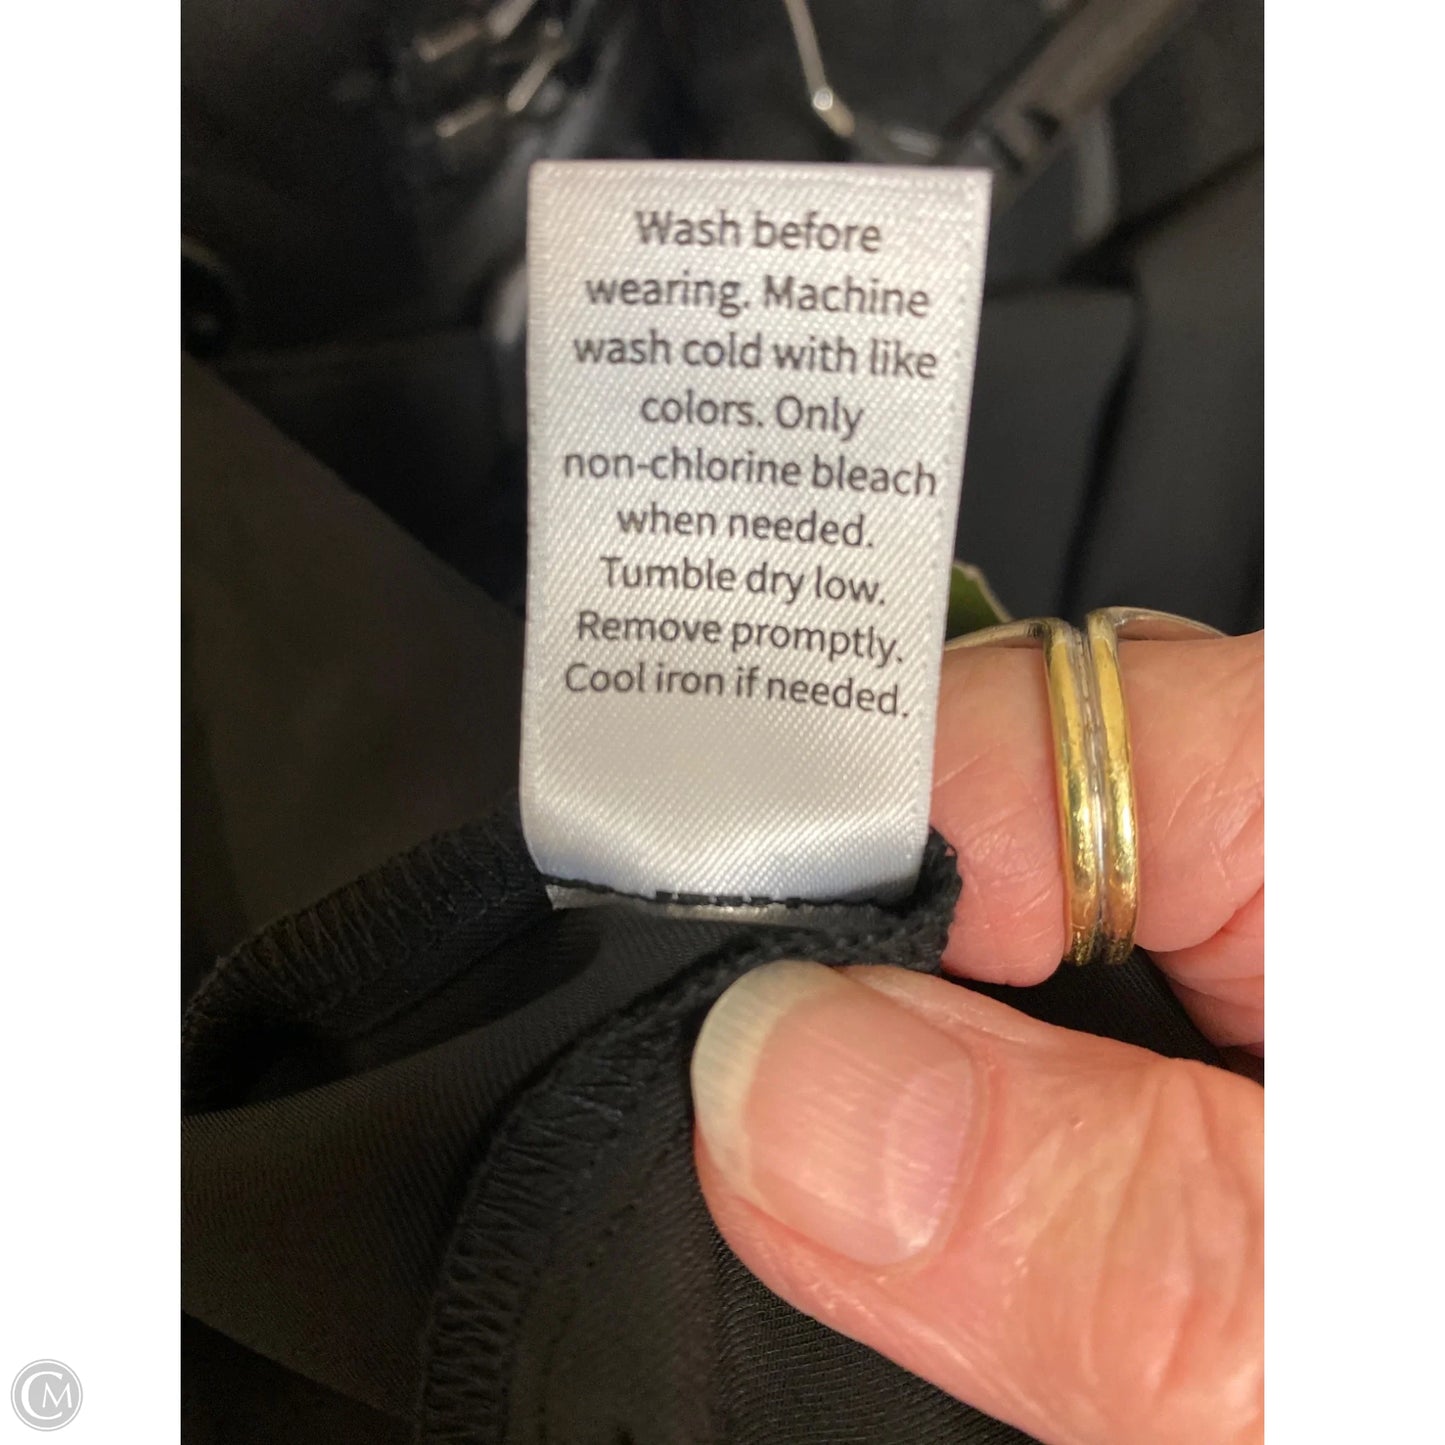 Wash before
wearing. Machine
wash cold with like
colors. Only
non-chlorine bleach
when needed.
Tumble dry low.
Remove promptly.
Cool iron if needed.
CM